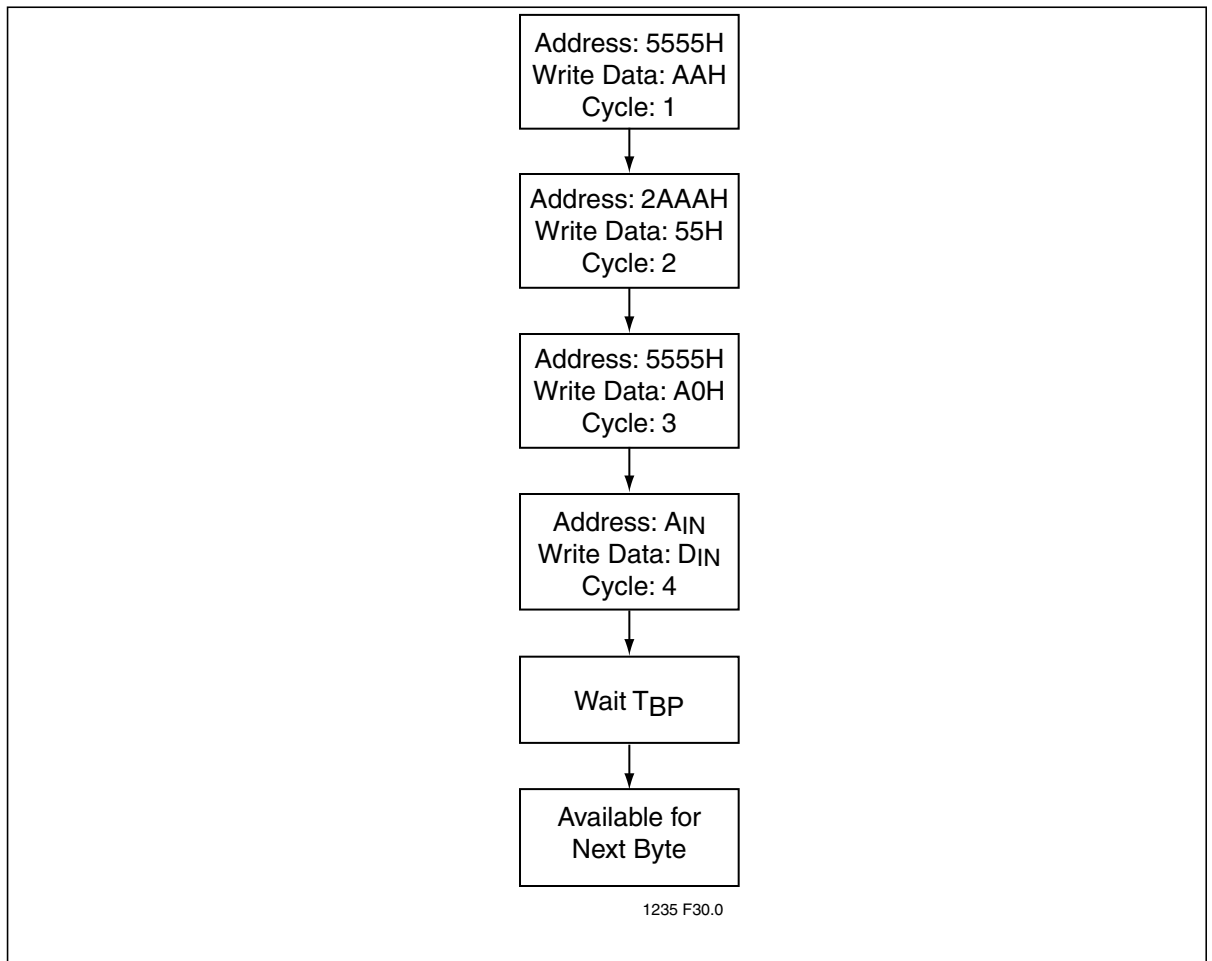 Address: 5555H
Write Data: AAH
Cycle: 1
Address: 2AAAH
Write Data: 55H
Cycle: 2
Address: 5555H
Write Data: A0H
Cycle: 3
Address: AIN
Write Data: DIN
Cycle: 4
Wait TBP
Available for
Next Byte
1235 F30.0